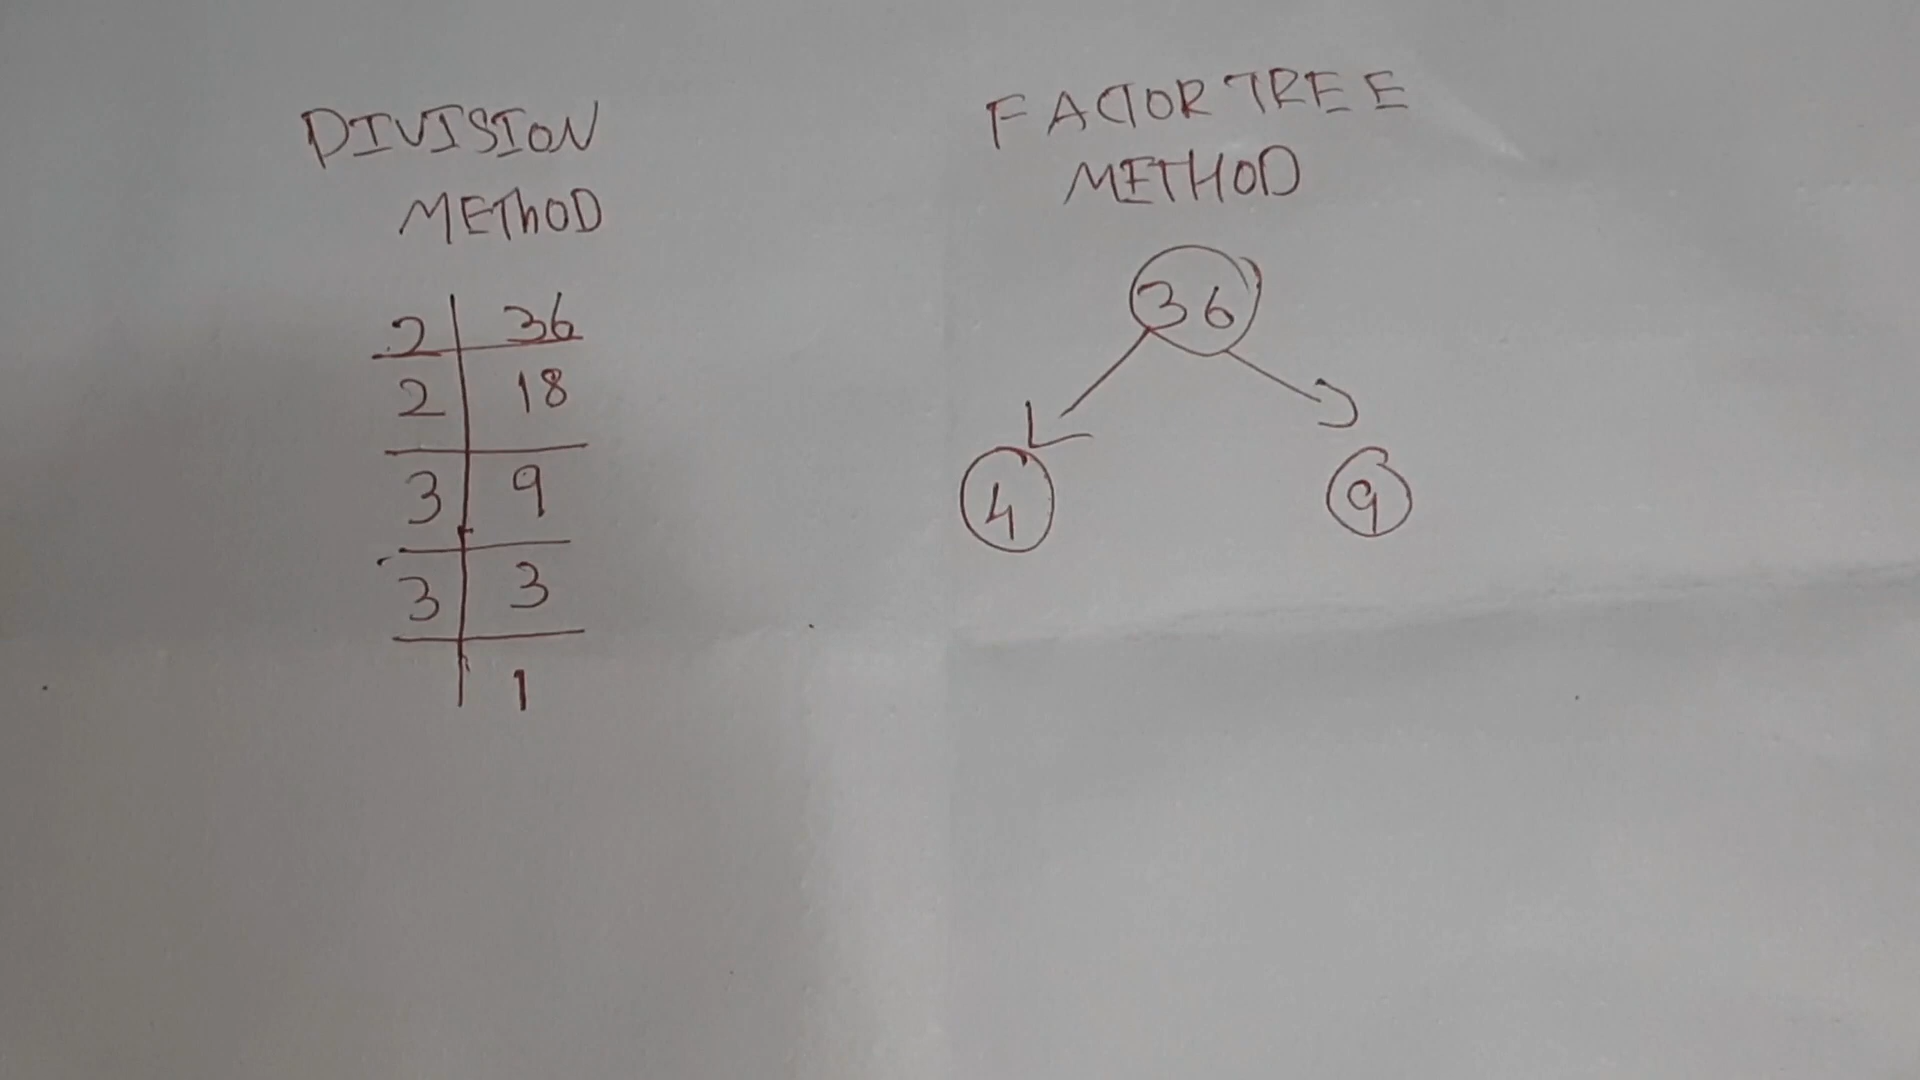 DIVISION
METhOD
2 36
2 18
3 9
3 3
1
FACTOR TREE
METHOD
36
4 9